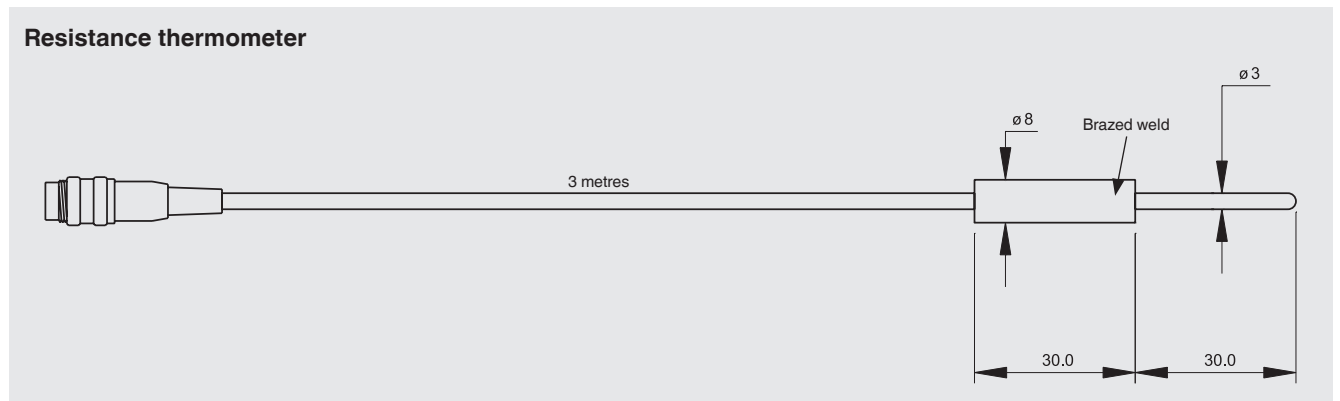 Resistance thermometer
ø 3
ø 8
Brazed weld
3 metres
30.0
30.0